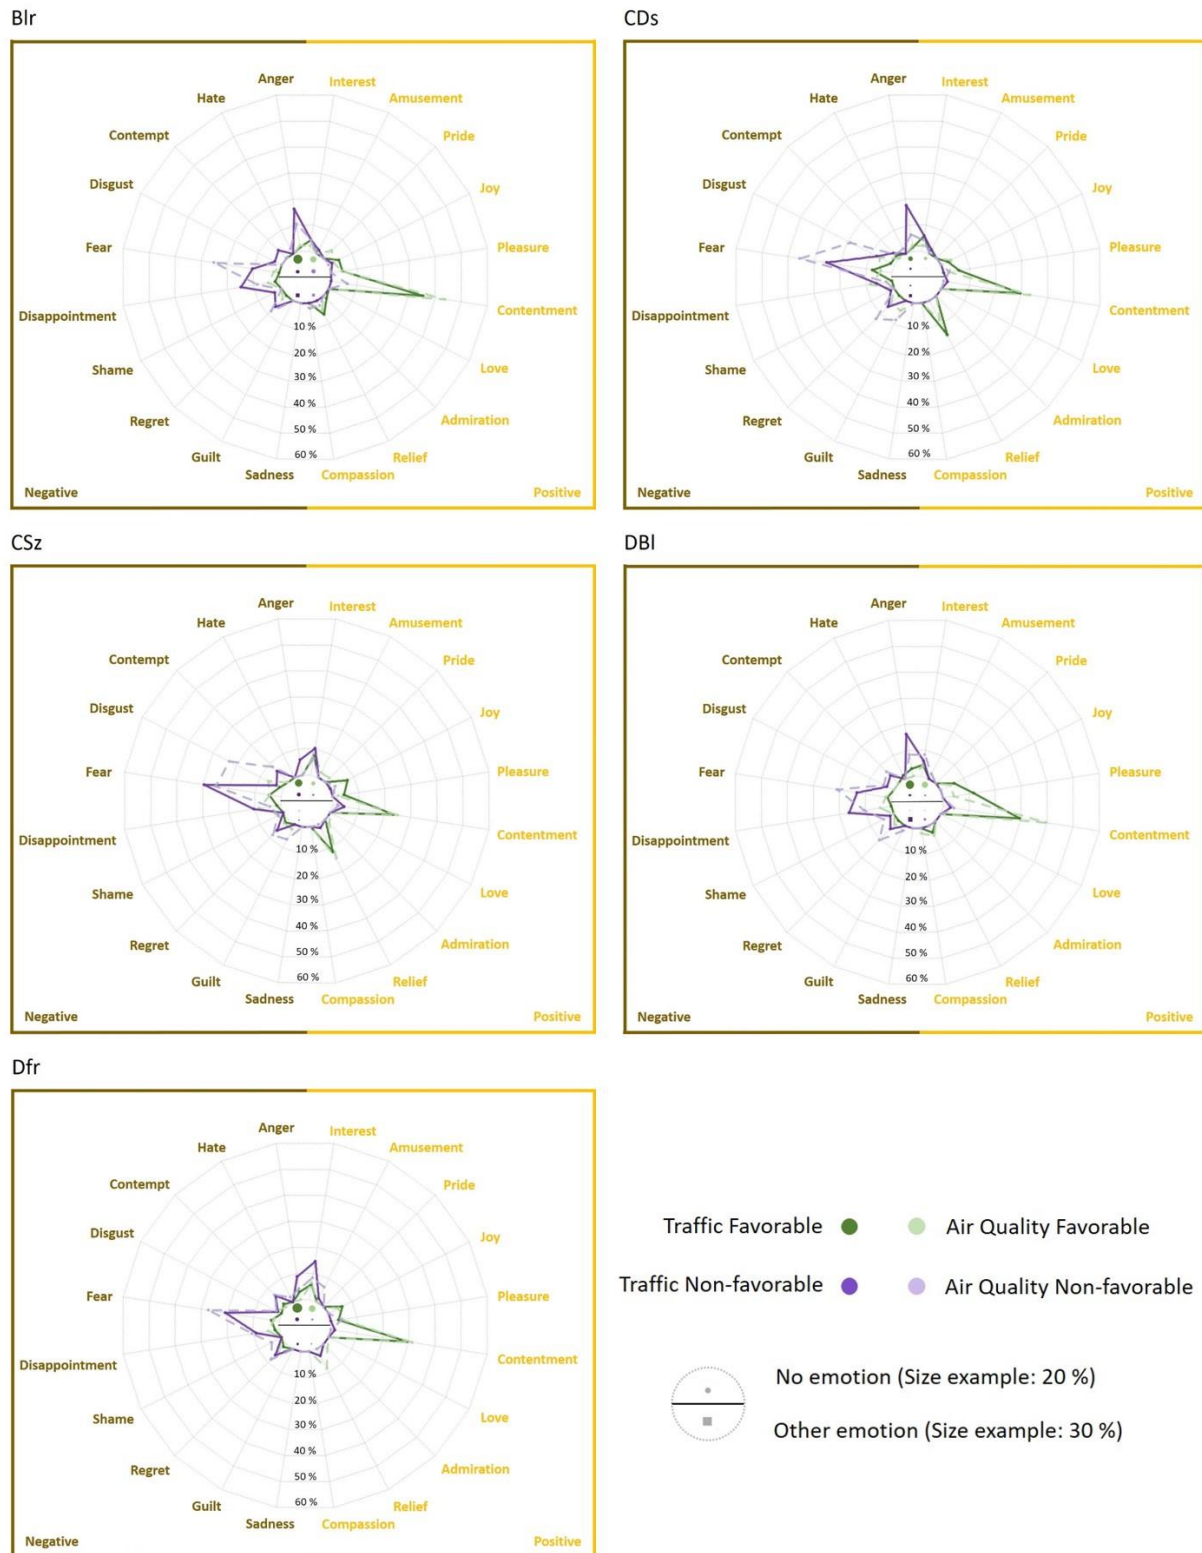 Blr
Anger
Interest
Hate
Amusement
Contempt
Pride
Disgust
Joy
Fear
Pleasure
Disappointment
Contentment
Shame
Love
Regret
Admiration
Guilt
Relief
Sadness
Compassion
10 %
20 %
30 %
40 %
50 %
60 %
Negative
Positive
CDs
Anger
Interest
Hate
Amusement
Contempt
Pride
Disgust
Joy
Fear
Pleasure
Disappointment
Contentment
Shame
Love
Regret
Admiration
Guilt
Relief
Sadness
Compassion
10 %
20 %
30 %
40 %
50 %
60 %
Negative
Positive
CSz
Anger
Interest
Hate
Amusement
Contempt
Pride
Disgust
Joy
Fear
Pleasure
Disappointment
Contentment
Shame
Love
Regret
Admiration
Guilt
Relief
Sadness
Compassion
10 %
20 %
30 %
40 %
50 %
60 %
Negative
Positive
DBl
Anger
Interest
Hate
Amusement
Contempt
Pride
Disgust
Joy
Fear
Pleasure
Disappointment
Contentment
Shame
Love
Regret
Admiration
Guilt
Relief
Sadness
Compassion
10 %
20 %
30 %
40 %
50 %
60 %
Negative
Positive
Dfr
Anger
Interest
Hate
Amusement
Contempt
Pride
Disgust
Joy
Fear
Pleasure
Disappointment
Contentment
Shame
Love
Regret
Admiration
Guilt
Relief
Sadness
Compassion
10 %
20 %
30 %
40 %
50 %
60 %
Negative
Positive
Traffic Favorable
Air Quality Favorable
Traffic Non-favorable
Air Quality Non-favorable
No emotion (Size example: 20 %)
Other emotion (Size example: 30 %)